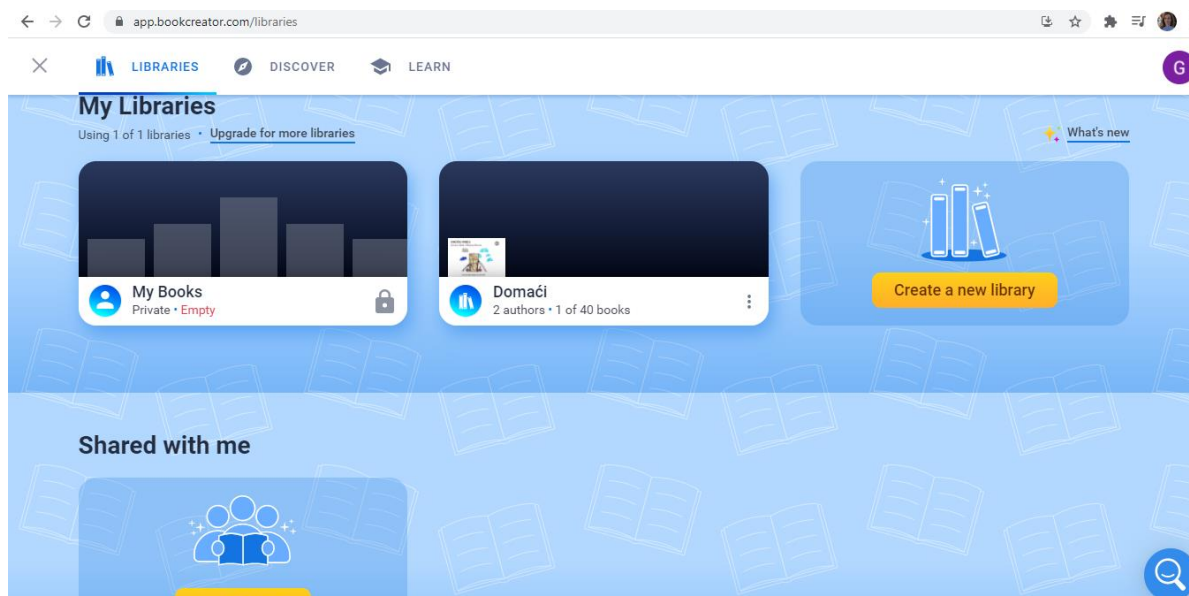 app.bookcreator.com/libraries
LIBRARIES DISCOVER LEARN
G
My Libraries
Using 1 of 1 libraries • Upgrade for more libraries
What's new
My Books
Private • Empty
Domaći
2 authors • 1 of 40 books
Create a new library
Shared with me